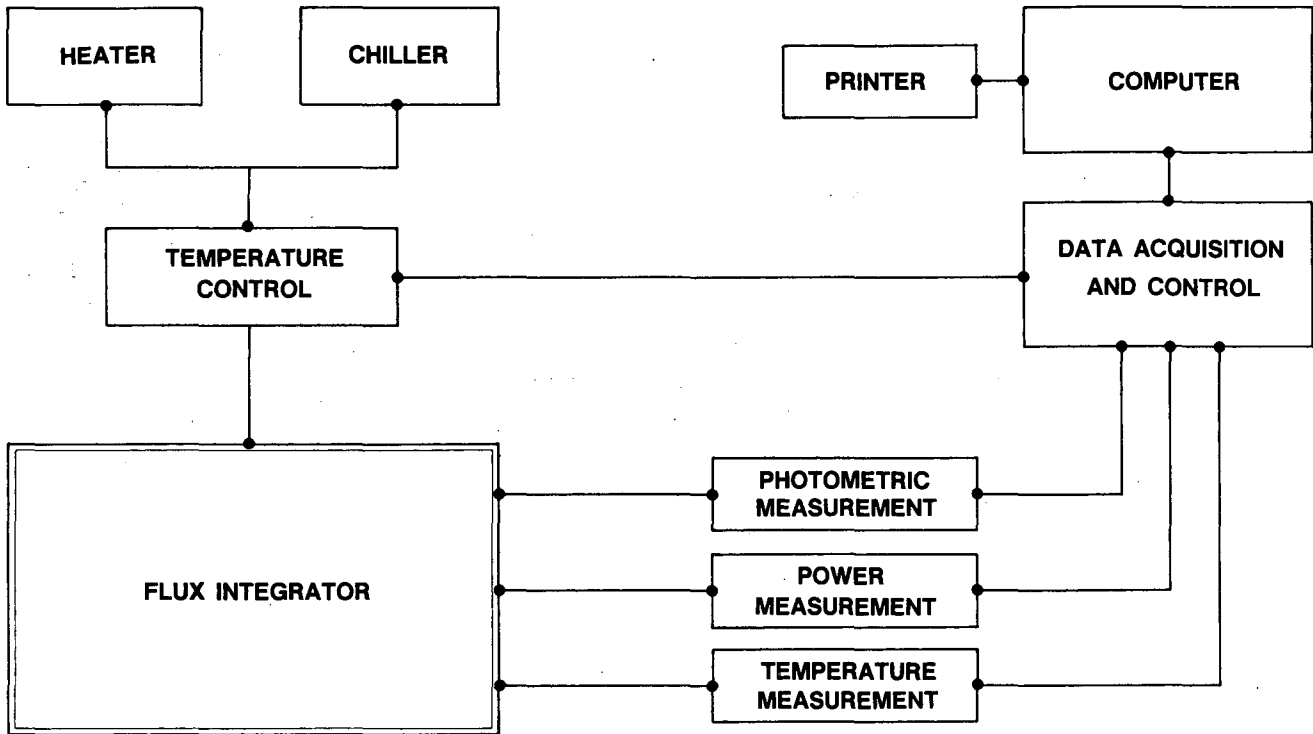 HEATER
CHILLER
PRINTER
COMPUTER
TEMPERATURE
CONTROL
DATA ACQUISITION
AND CONTROL
PHOTOMETRIC
MEASUREMENT
FLUX INTEGRATOR
POWER
MEASUREMENT
TEMPERATURE
MEASUREMENT